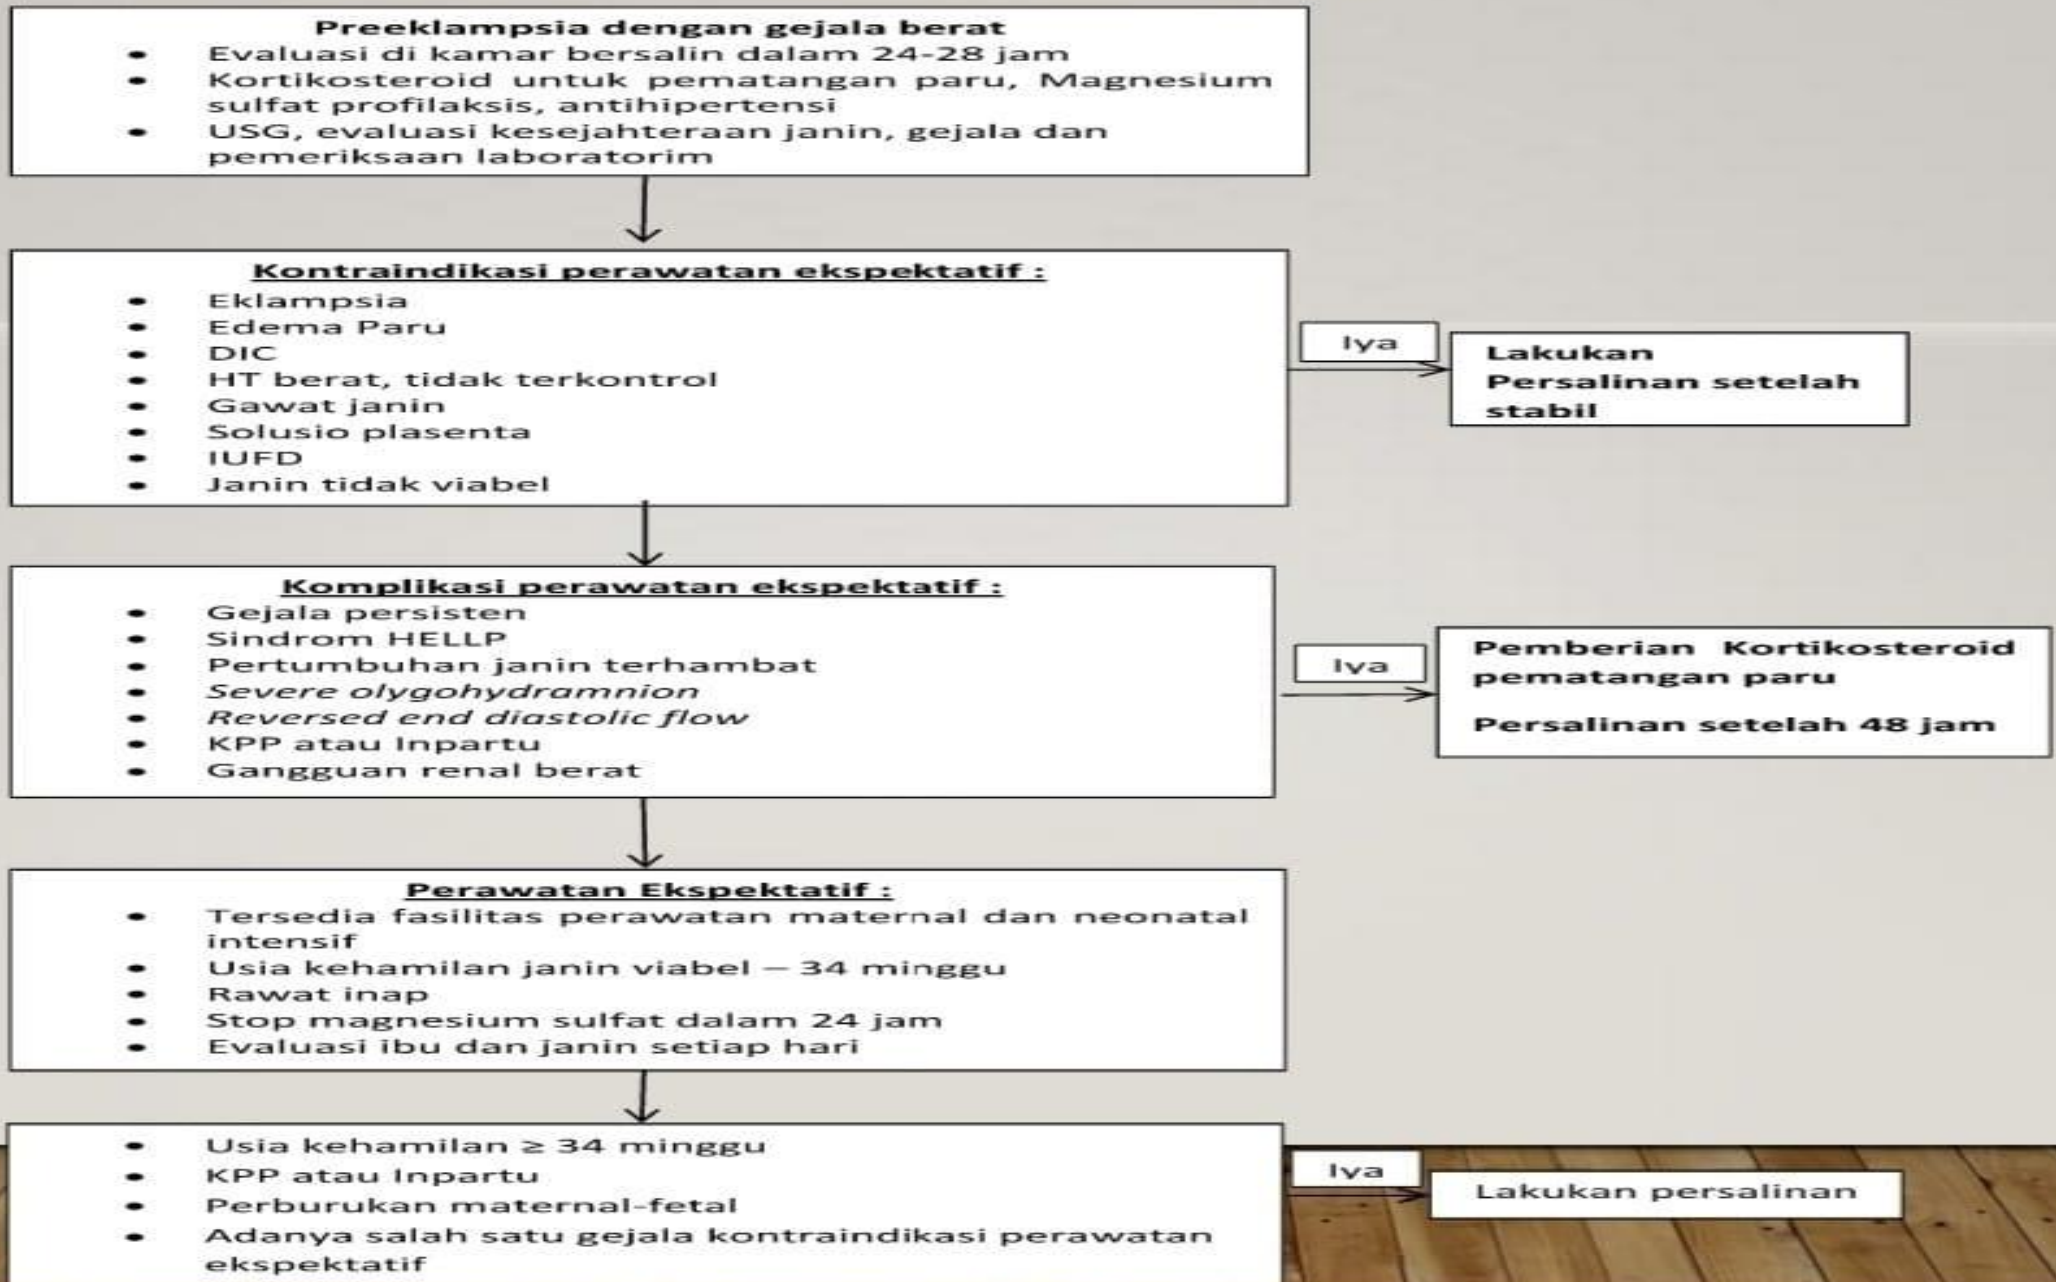 Preeklampsia dengan gejala berat
• Evaluasi di kamar bersalin dalam 24-28 jam
• Kortikosteroid untuk pematangan paru, Magnesium
sulfat profilaksis, antihipertensi
• USG, evaluasi kesejahteraan janin, gejala dan
pemeriksaan laboratorim
Kontraindikasi perawatan ekspektatif :
• Eklampsia
• Edema Paru
• DIC
• HT berat, tidak terkontrol
• Gawat janin
• Solusio plasenta
• IUFD
• Janin tidak viabel
Iya
Lakukan
Persalinan setelah
stabil
Komplikasi perawatan ekspektatif :
• Gejala persisten
• Sindrom HELLP
• Pertumbuhan janin terhambat
• Severe olygohydramnion
• Reversed end diastolic flow
• KPP atau Inpartu
• Gangguan renal berat
Iya
Pemberian Kortikosteroid
pematangan paru
Persalinan setelah 48 jam
Perawatan Ekspektatif :
• Tersedia fasilitas perawatan maternal dan neonatal
intensif
• Usia kehamilan janin viabel – 34 minggu
• Rawat inap
• Stop magnesium sulfat dalam 24 jam
• Evaluasi ibu dan janin setiap hari
• Usia kehamilan ≥ 34 minggu
• KPP atau Inpartu
• Perburukan maternal-fetal
• Adanya salah satu gejala kontraindikasi perawatan
ekspektatif
Iya
Lakukan persalinan